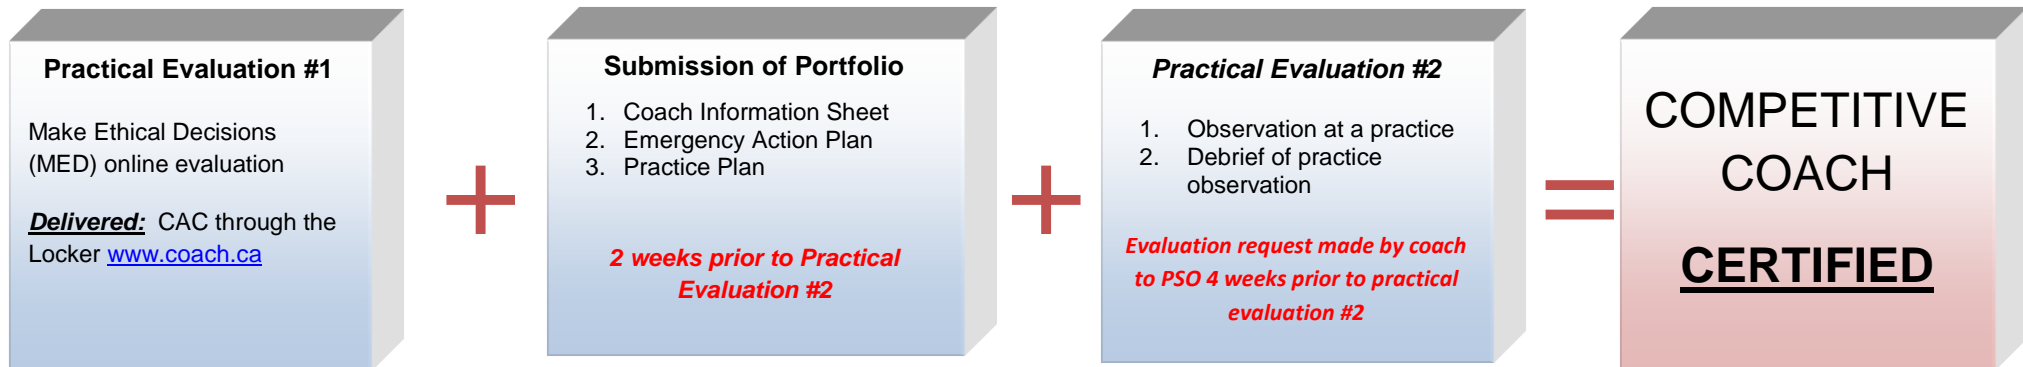 Practical Evaluation #1
Make Ethical Decisions
(MED) online evaluation
Delivered: CAC through the
Locker www.coach.ca
+
Submission of Portfolio
1. Coach Information Sheet
2. Emergency Action Plan
3. Practice Plan
2 weeks prior to Practical
Evaluation #2
+
Practical Evaluation #2
1. Observation at a practice
2. Debrief of practice
observation
Evaluation request made by coach
to PSO 4 weeks prior to practical
evaluation #2
=
COMPETITIVE
COACH
CERTIFIED